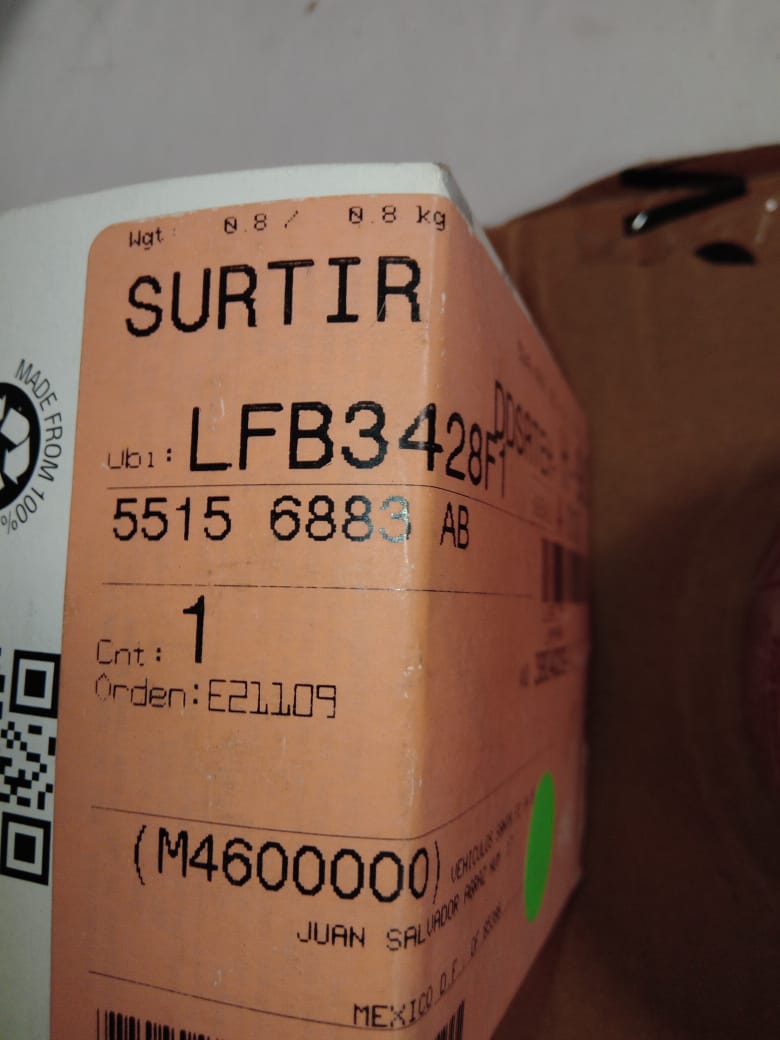 Wgt: 0.8 / 0.8 kg
SURTIR
Ubi: LFB3428F1
5515 6883 AB
Cnt: 1
Orden:E21109
(M4600000)
VEHICULOS
JUAN SALVADOR
MEXICO D.F.
MADE FROM 100%